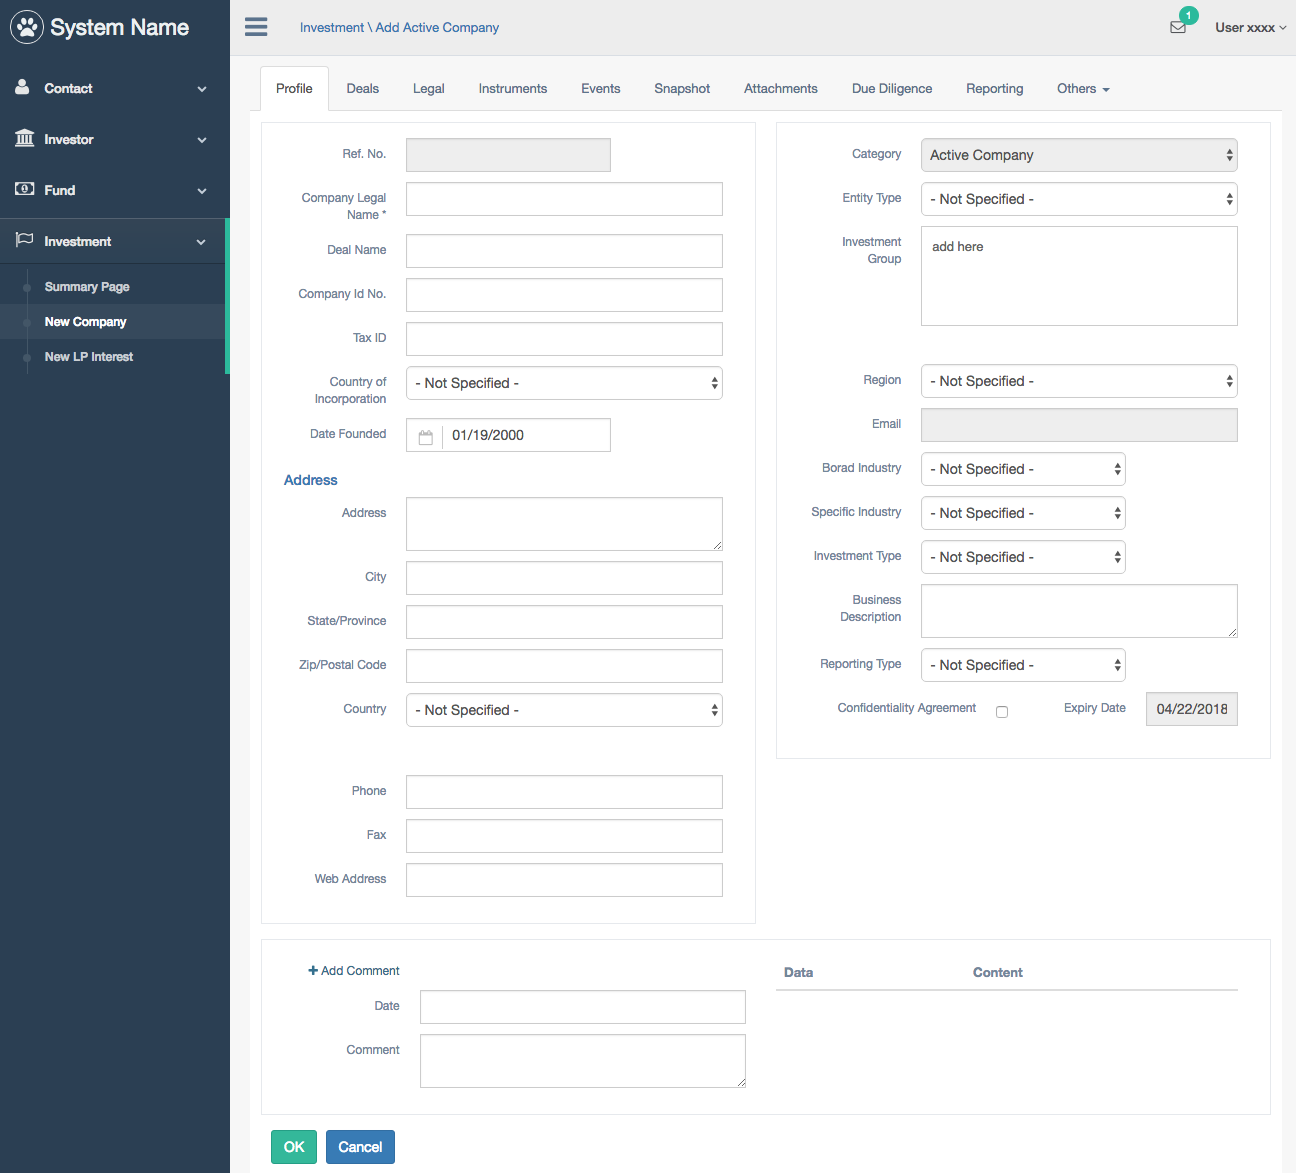 System Name
Contact
Investor
Fund
Investment
Summary Page
New Company
New LP Interest
Investment \ Add Active Company
1
User xxxx
Profile
Deals
Legal
Instruments
Events
Snapshot
Attachments
Due Diligence
Reporting
Others
Ref. No.
Company Legal
Name *
Deal Name
Company Id No.
Tax ID
Country of
Incorporation
- Not Specified -
Date Founded
01/19/2000
Address
Address
City
State/Province
Zip/Postal Code
Country
- Not Specified -
Phone
Fax
Web Address
Category
Active Company
Entity Type
- Not Specified -
Investment
Group
add here
Region
- Not Specified -
Email
Borad Industry
- Not Specified -
Specific Industry
- Not Specified -
Investment Type
- Not Specified -
Business
Description
Reporting Type
- Not Specified -
Confidentiality Agreement
Expiry Date
04/22/2018
+ Add Comment
Date
Comment
Data
Content
OK
Cancel